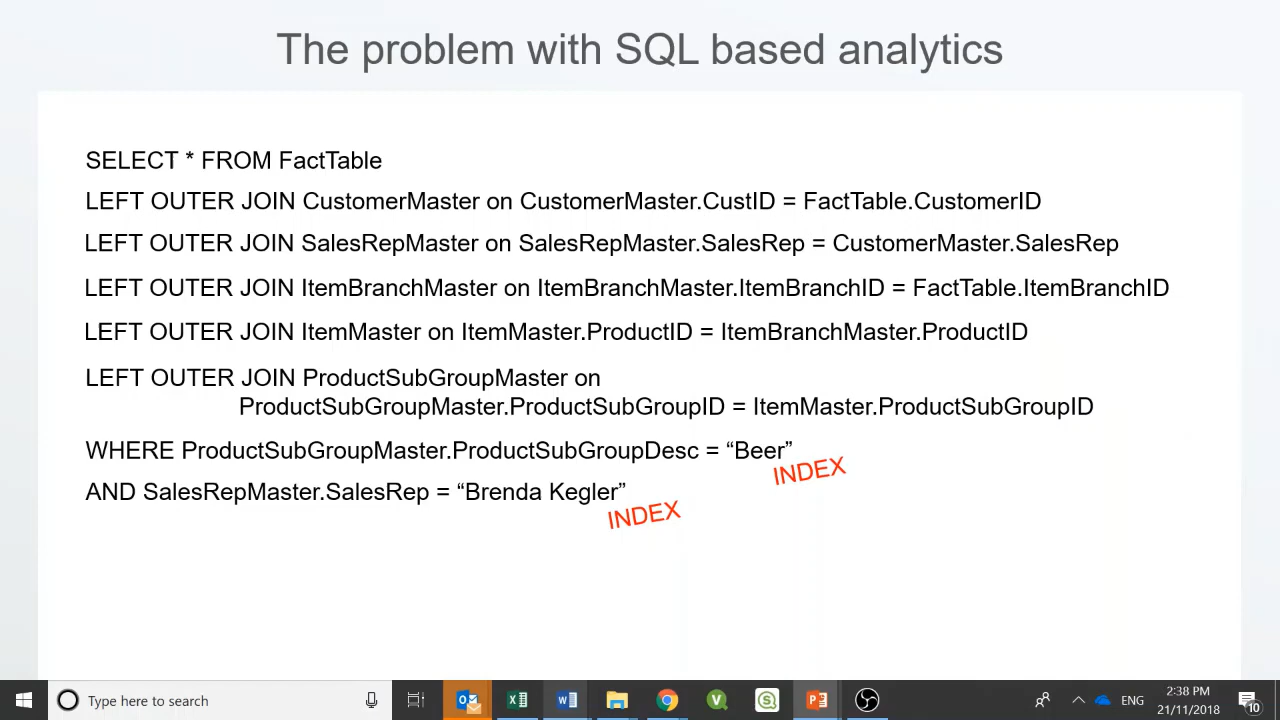 The problem with SQL based analytics
SELECT * FROM FactTable
LEFT OUTER JOIN CustomerMaster on CustomerMaster.CustID = FactTable.CustomerID
LEFT OUTER JOIN SalesRepMaster on SalesRepMaster.SalesRep = CustomerMaster.SalesRep
LEFT OUTER JOIN ItemBranchMaster on ItemBranchMaster.ItemBranchID = FactTable.ItemBranchID
LEFT OUTER JOIN ItemMaster on ItemMaster.ProductID = ItemBranchMaster.ProductID
LEFT OUTER JOIN ProductSubGroupMaster on
ProductSubGroupMaster.ProductSubGroupID = ItemMaster.ProductSubGroupID
WHERE ProductSubGroupMaster.ProductSubGroupDesc = “Beer”
INDEX
AND SalesRepMaster.SalesRep = “Brenda Kegler”
INDEX
Type here to search
ENG
2:38 PM
21/11/2018
10